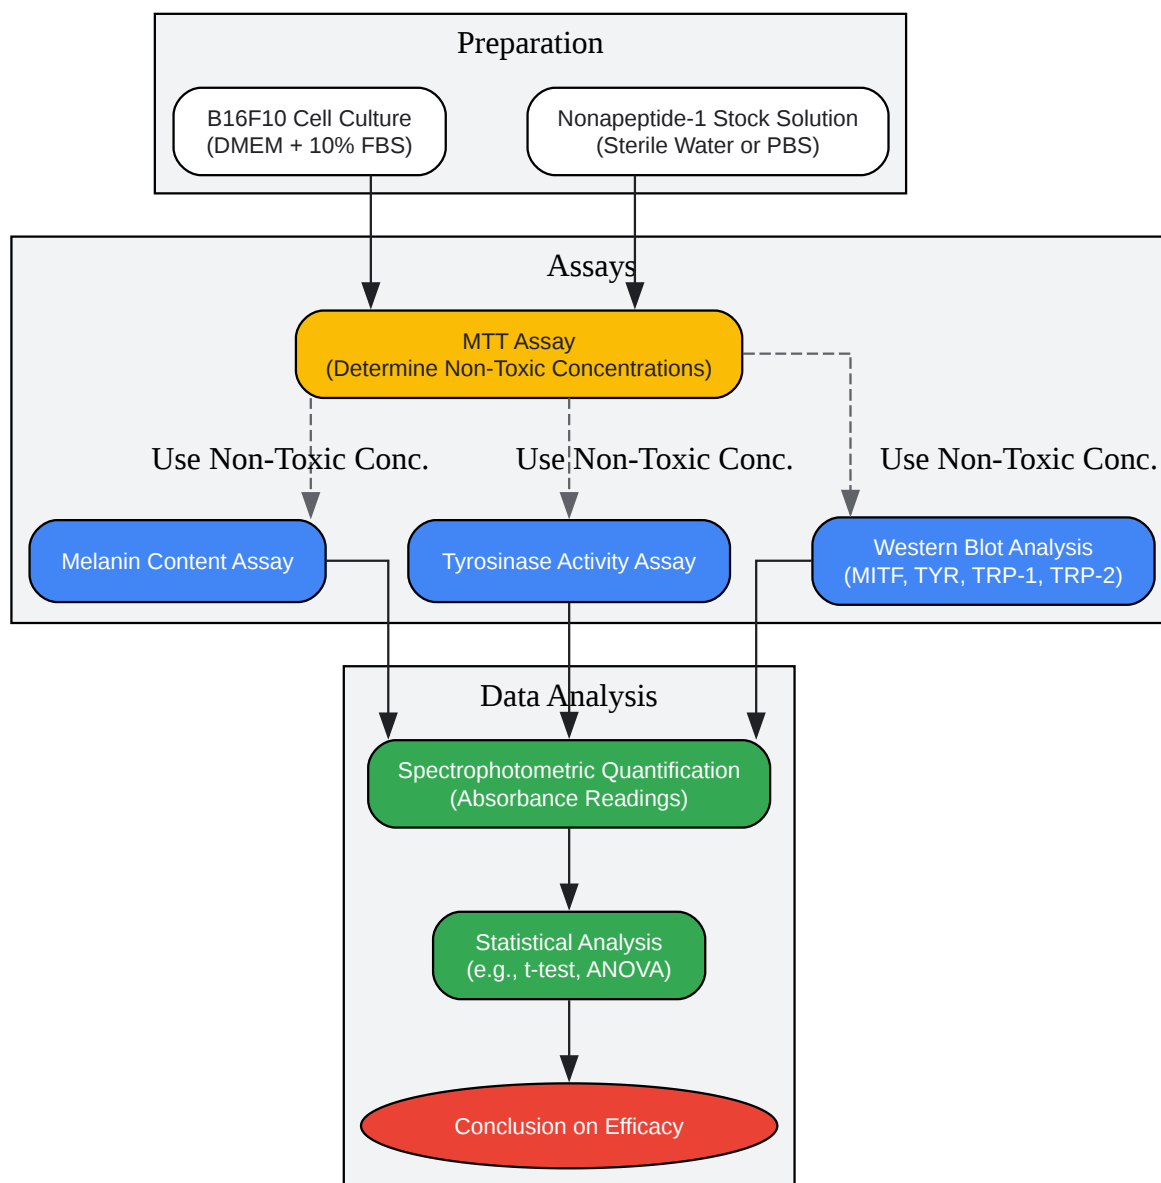 Preparation
B16F10 Cell Culture
(DMEM + 10% FBS)
Nonapeptide-1 Stock Solution
(Sterile Water or PBS)
Assays
MTT Assay
(Determine Non-Toxic Concentrations)
Use Non-Toxic Conc.
Use Non-Toxic Conc.
Use Non-Toxic Conc.
Melanin Content Assay
Tyrosinase Activity Assay
Western Blot Analysis
(MITF, TYR, TRP-1, TRP-2)
Data Analysis
Spectrophotometric Quantification
(Absorbance Readings)
Statistical Analysis
(e.g., t-test, ANOVA)
Conclusion on Efficacy